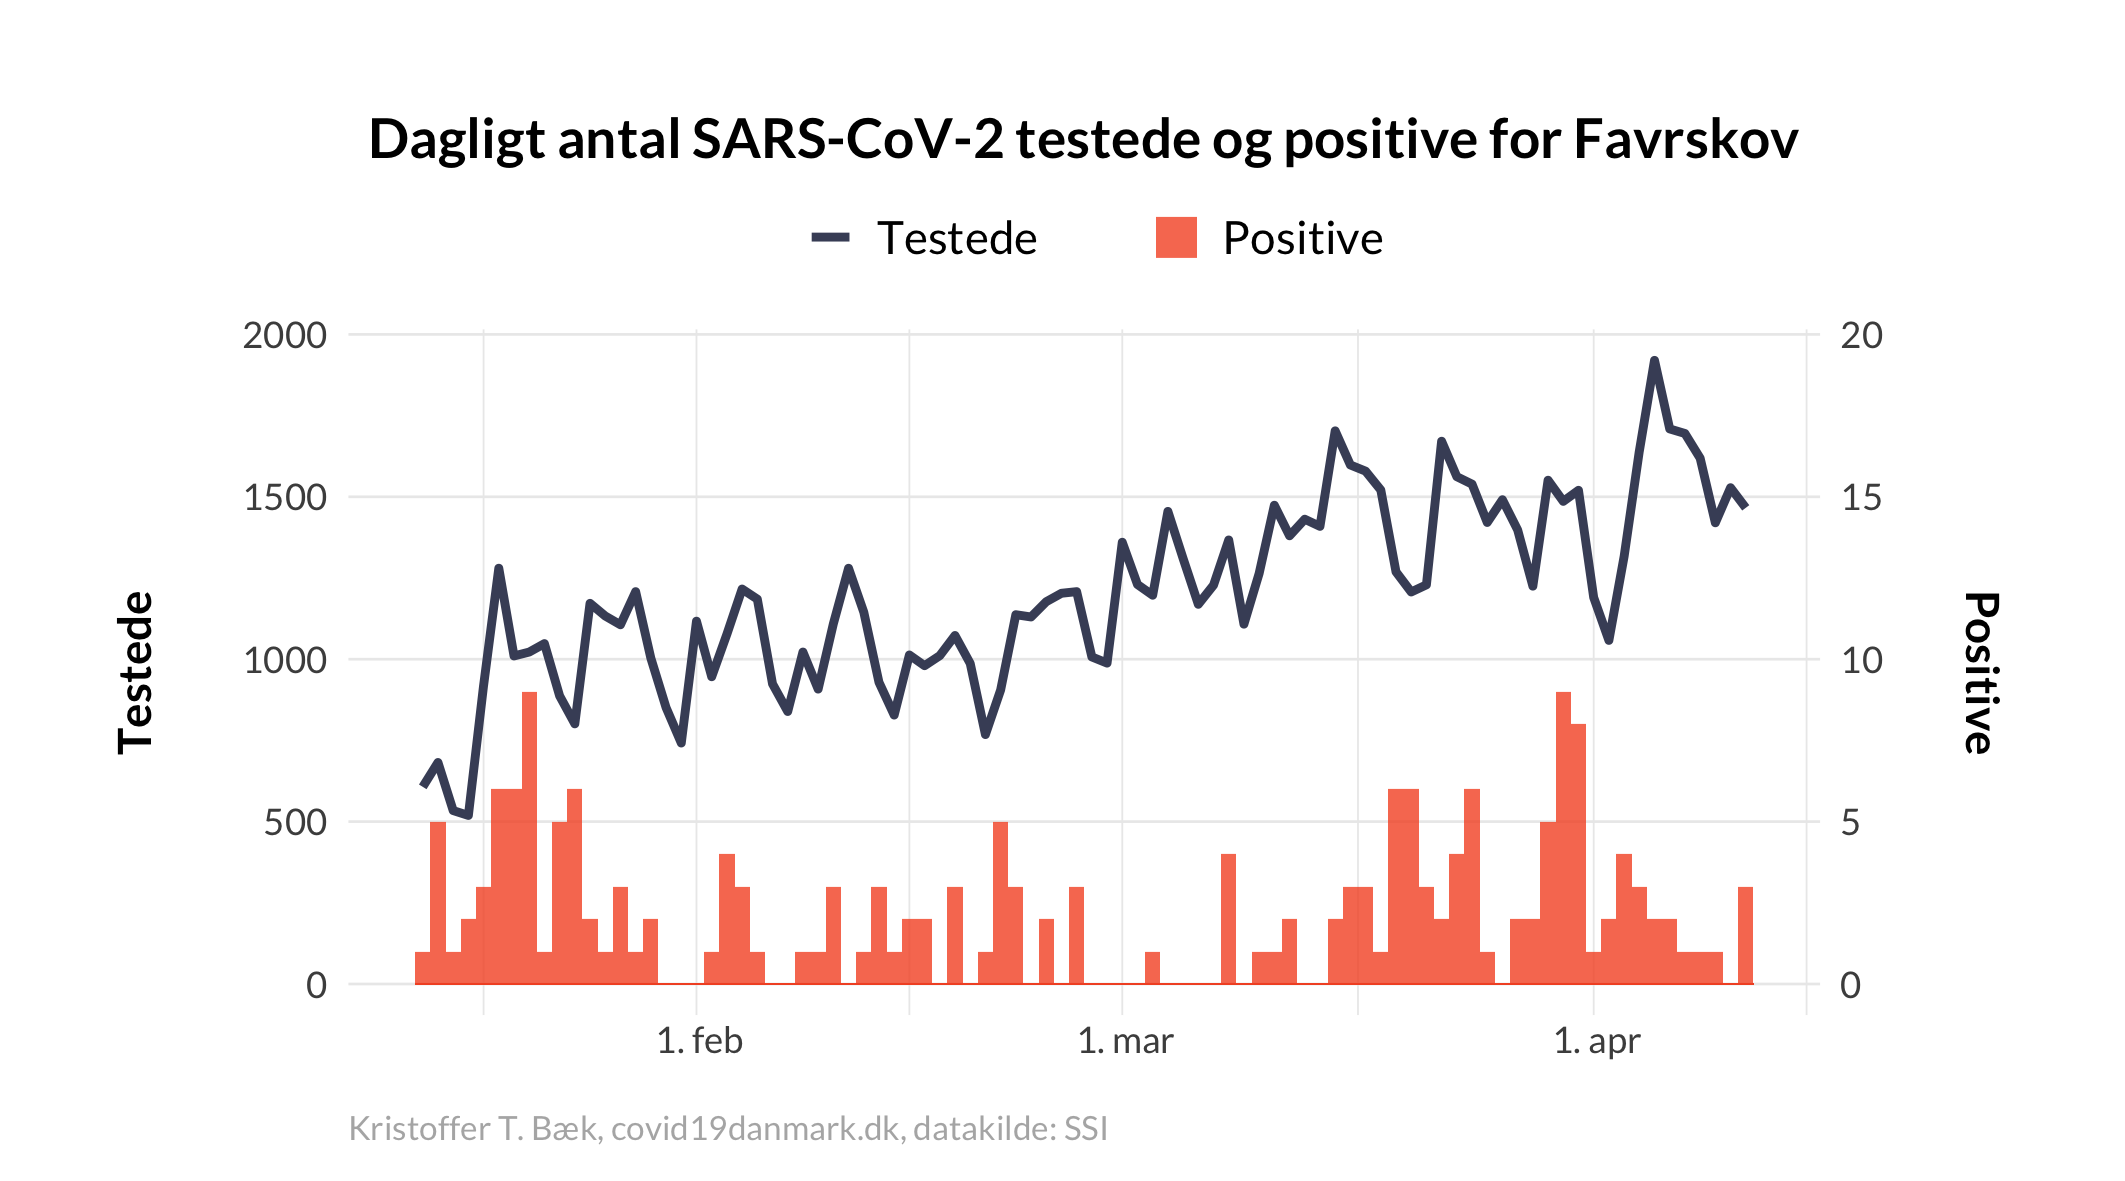 Dagligt antal SARS-CoV-2 testede og positive for Favrskov
Testede
Positive
2000
1500
1000
500
0
20
15
10
5
0
Testede
Positive
1. feb
1. mar
1. apr
Kristoffer T. Bæk, covid19danmark.dk, datakilde: SSI